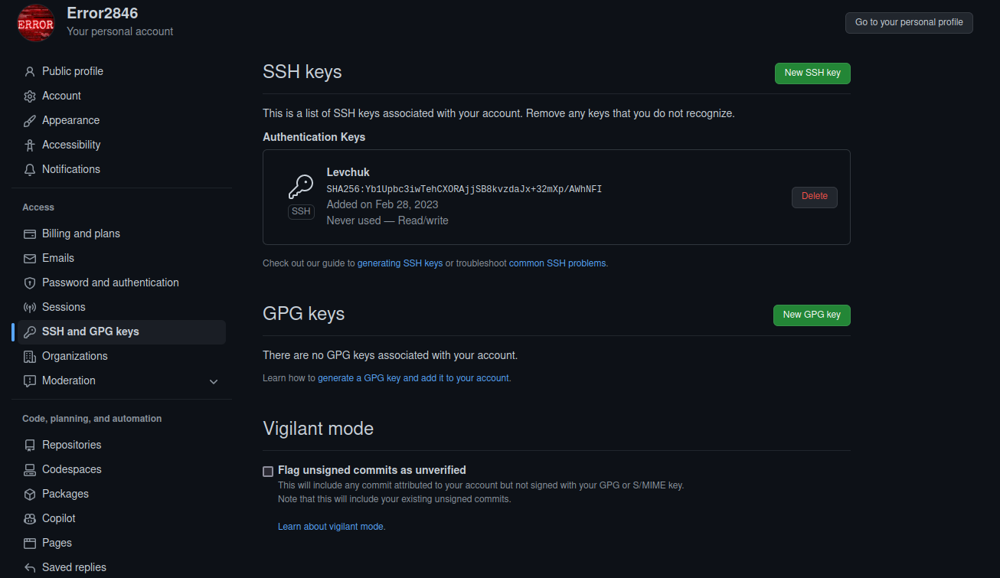 ERROR
Error2846
Your personal account
Go to your personal profile
Public profile
Account
Appearance
Accessibility
Notifications
Access
Billing and plans
Emails
Password and authentication
Sessions
SSH and GPG keys
Organizations
Moderation
Code, planning, and automation
Repositories
Codespaces
Packages
Copilot
Pages
Saved replies
SSH keys
New SSH key
This is a list of SSH keys associated with your account. Remove any keys that you do not recognize.
Authentication Keys
Levchuk
SHA256:Yb1Upbc3iwTehCXORAjjSB8kvzdaJx+32mXp/AWhNFI
SSH
Added on Feb 28, 2023
Never used — Read/write
Delete
Check out our guide to generating SSH keys or troubleshoot common SSH problems.
GPG keys
New GPG key
There are no GPG keys associated with your account.
Learn how to generate a GPG key and add it to your account.
Vigilant mode
Flag unsigned commits as unverified
This will include any commit attributed to your account but not signed with your GPG or S/MIME key.
Note that this will include your existing unsigned commits.
Learn about vigilant mode.